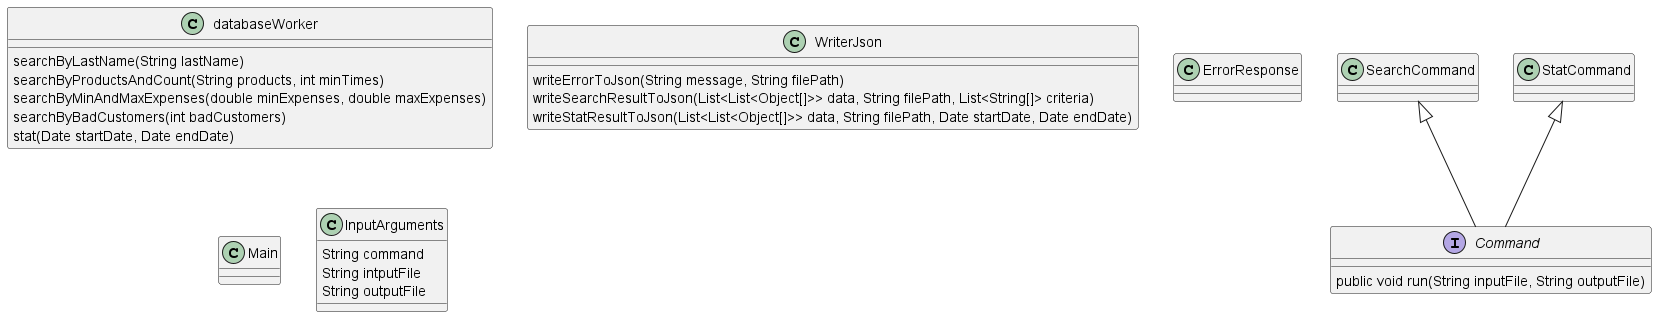 C databaseWorker
searchByLastName(String lastName)
searchByProductsAndCount(String products, int minTimes)
searchByMinAndMaxExpenses(double minExpenses, double maxExpenses)
searchByBadCustomers(int badCustomers)
stat(Date startDate, Date endDate)
C WriterJson
writeErrorToJson(String message, String filePath)
writeSearchResultToJson(List<List<Object[]>> data, String filePath, List<String[]> criteria)
writeStatResultToJson(List<List<Object[]>> data, String filePath, Date startDate, Date endDate)
C ErrorResponse
C SearchCommand
C StatCommand
C Main
C InputArguments
String command
String intputFile
String outputFile
I Command
public void run(String inputFile, String outputFile)